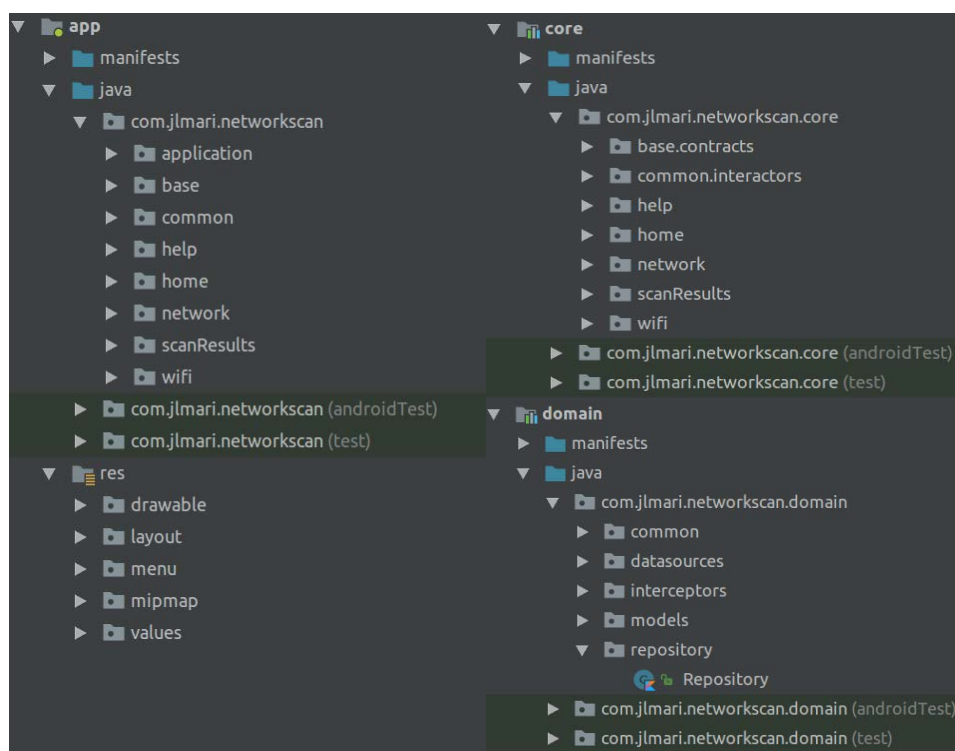 app
manifests
java
com.jlmari.networkscan
application
base
common
help
home
network
scanResults
wifi
com.jlmari.networkscan (androidTest)
com.jlmari.networkscan (test)
res
drawable
layout
menu
mipmap
values
core
manifests
java
com.jlmari.networkscan.core
base.contracts
common.interactors
help
home
network
scanResults
wifi
com.jlmari.networkscan.core (androidTest)
com.jlmari.networkscan.core (test)
domain
manifests
java
com.jlmari.networkscan.domain
common
datasources
interceptors
models
repository
Repository
com.jlmari.networkscan.domain (androidTest)
com.jlmari.networkscan.domain (test)